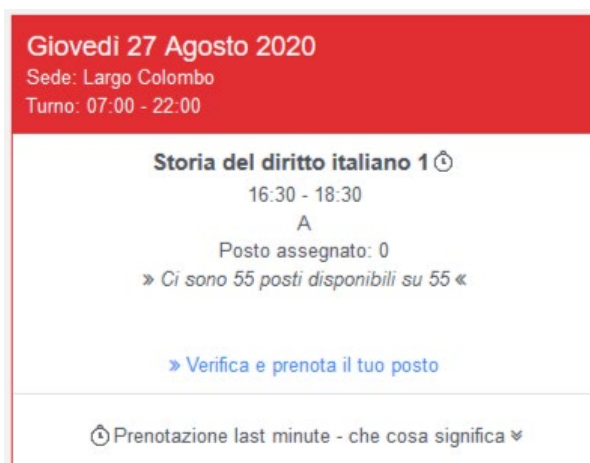 Giovedì 27 Agosto 2020
Sede: Largo Colombo
Turno: 07:00 - 22:00
Storia del diritto italiano 1
16:30 - 18:30
A
Posto assegnato: 0
» Ci sono 55 posti disponibili su 55 «
» Verifica e prenota il tuo posto
Prenotazione last minute - che cosa significa